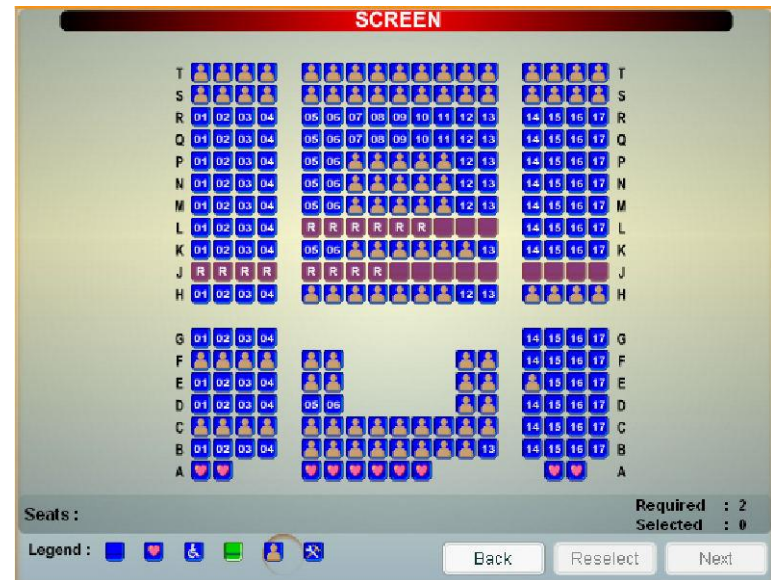 SCREEN
T T
S S
R 01 02 03 04 05 06 07 08 09 10 11 12 13 14 15 16 17 R
Q 01 02 03 04 05 06 07 08 09 10 11 12 13 14 15 16 17 Q
P 01 02 03 04 05 06 12 13 14 15 16 17 P
N 01 02 03 04 05 06 12 13 14 15 16 17 N
M 01 02 03 04 05 06 12 13 14 15 16 17 M
L 01 02 03 04 R R R R R R 14 15 16 17 L
K 01 02 03 04 05 06 13 14 15 16 17 K
J R R R R R R R R J
H 01 02 03 04 12 13 H
G 01 02 03 04 14 15 16 17 G
F 14 15 16 17 F
E 01 02 03 04 15 16 17 E
D 01 02 03 04 05 06 14 15 16 17 D
C 14 15 16 17 C
B 01 02 03 04 13 14 15 16 17 B
A A
Seats :
Required : 2
Selected : 0
Legend :
Back Reselect Next